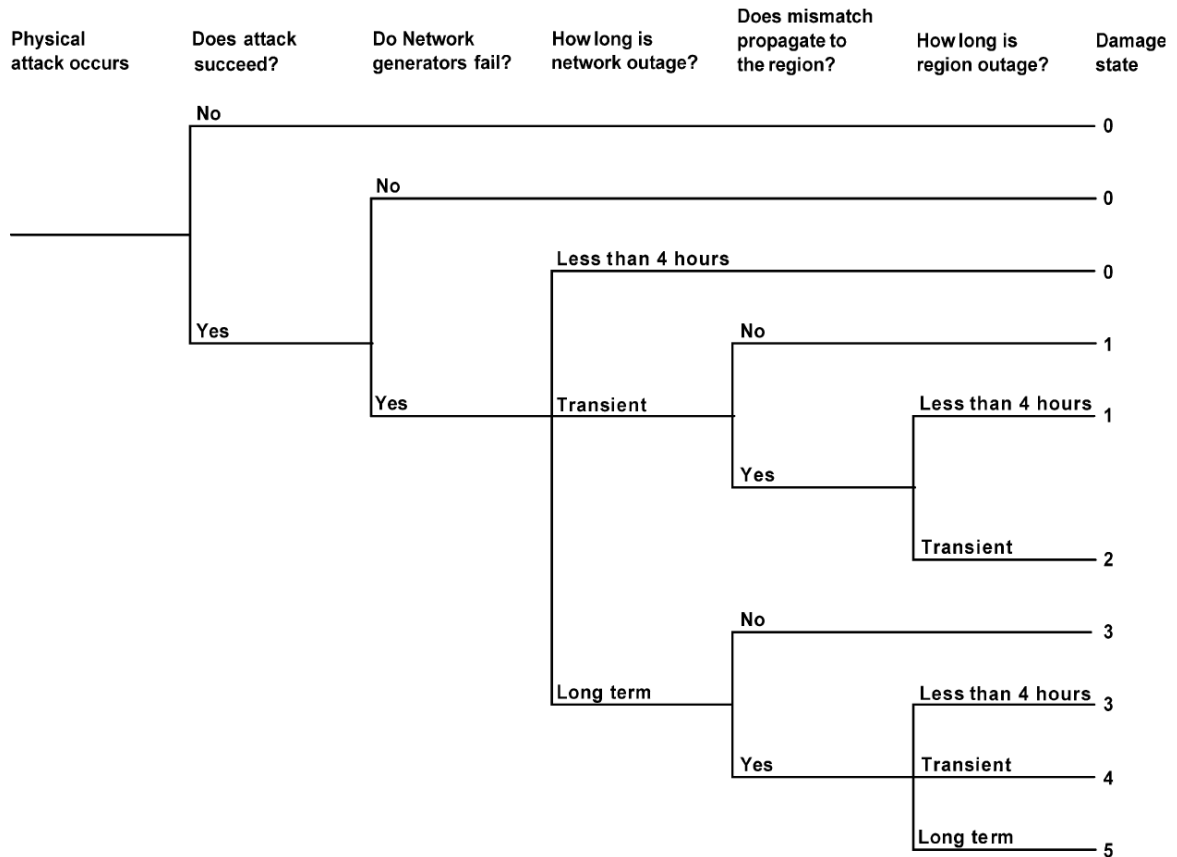 Physical
attack occurs
Does attack
succeed?
Do Network
generators fail?
How long is
network outage?
Does mismatch
propagate to
the region?
How long is
region outage?
Damage
state
No
0
No
0
Less than 4 hours
0
Yes
No
1
Yes
Transient
Less than 4 hours
1
Yes
Transient
2
No
3
Long term
Less than 4 hours
3
Yes
Transient
4
Long term
5